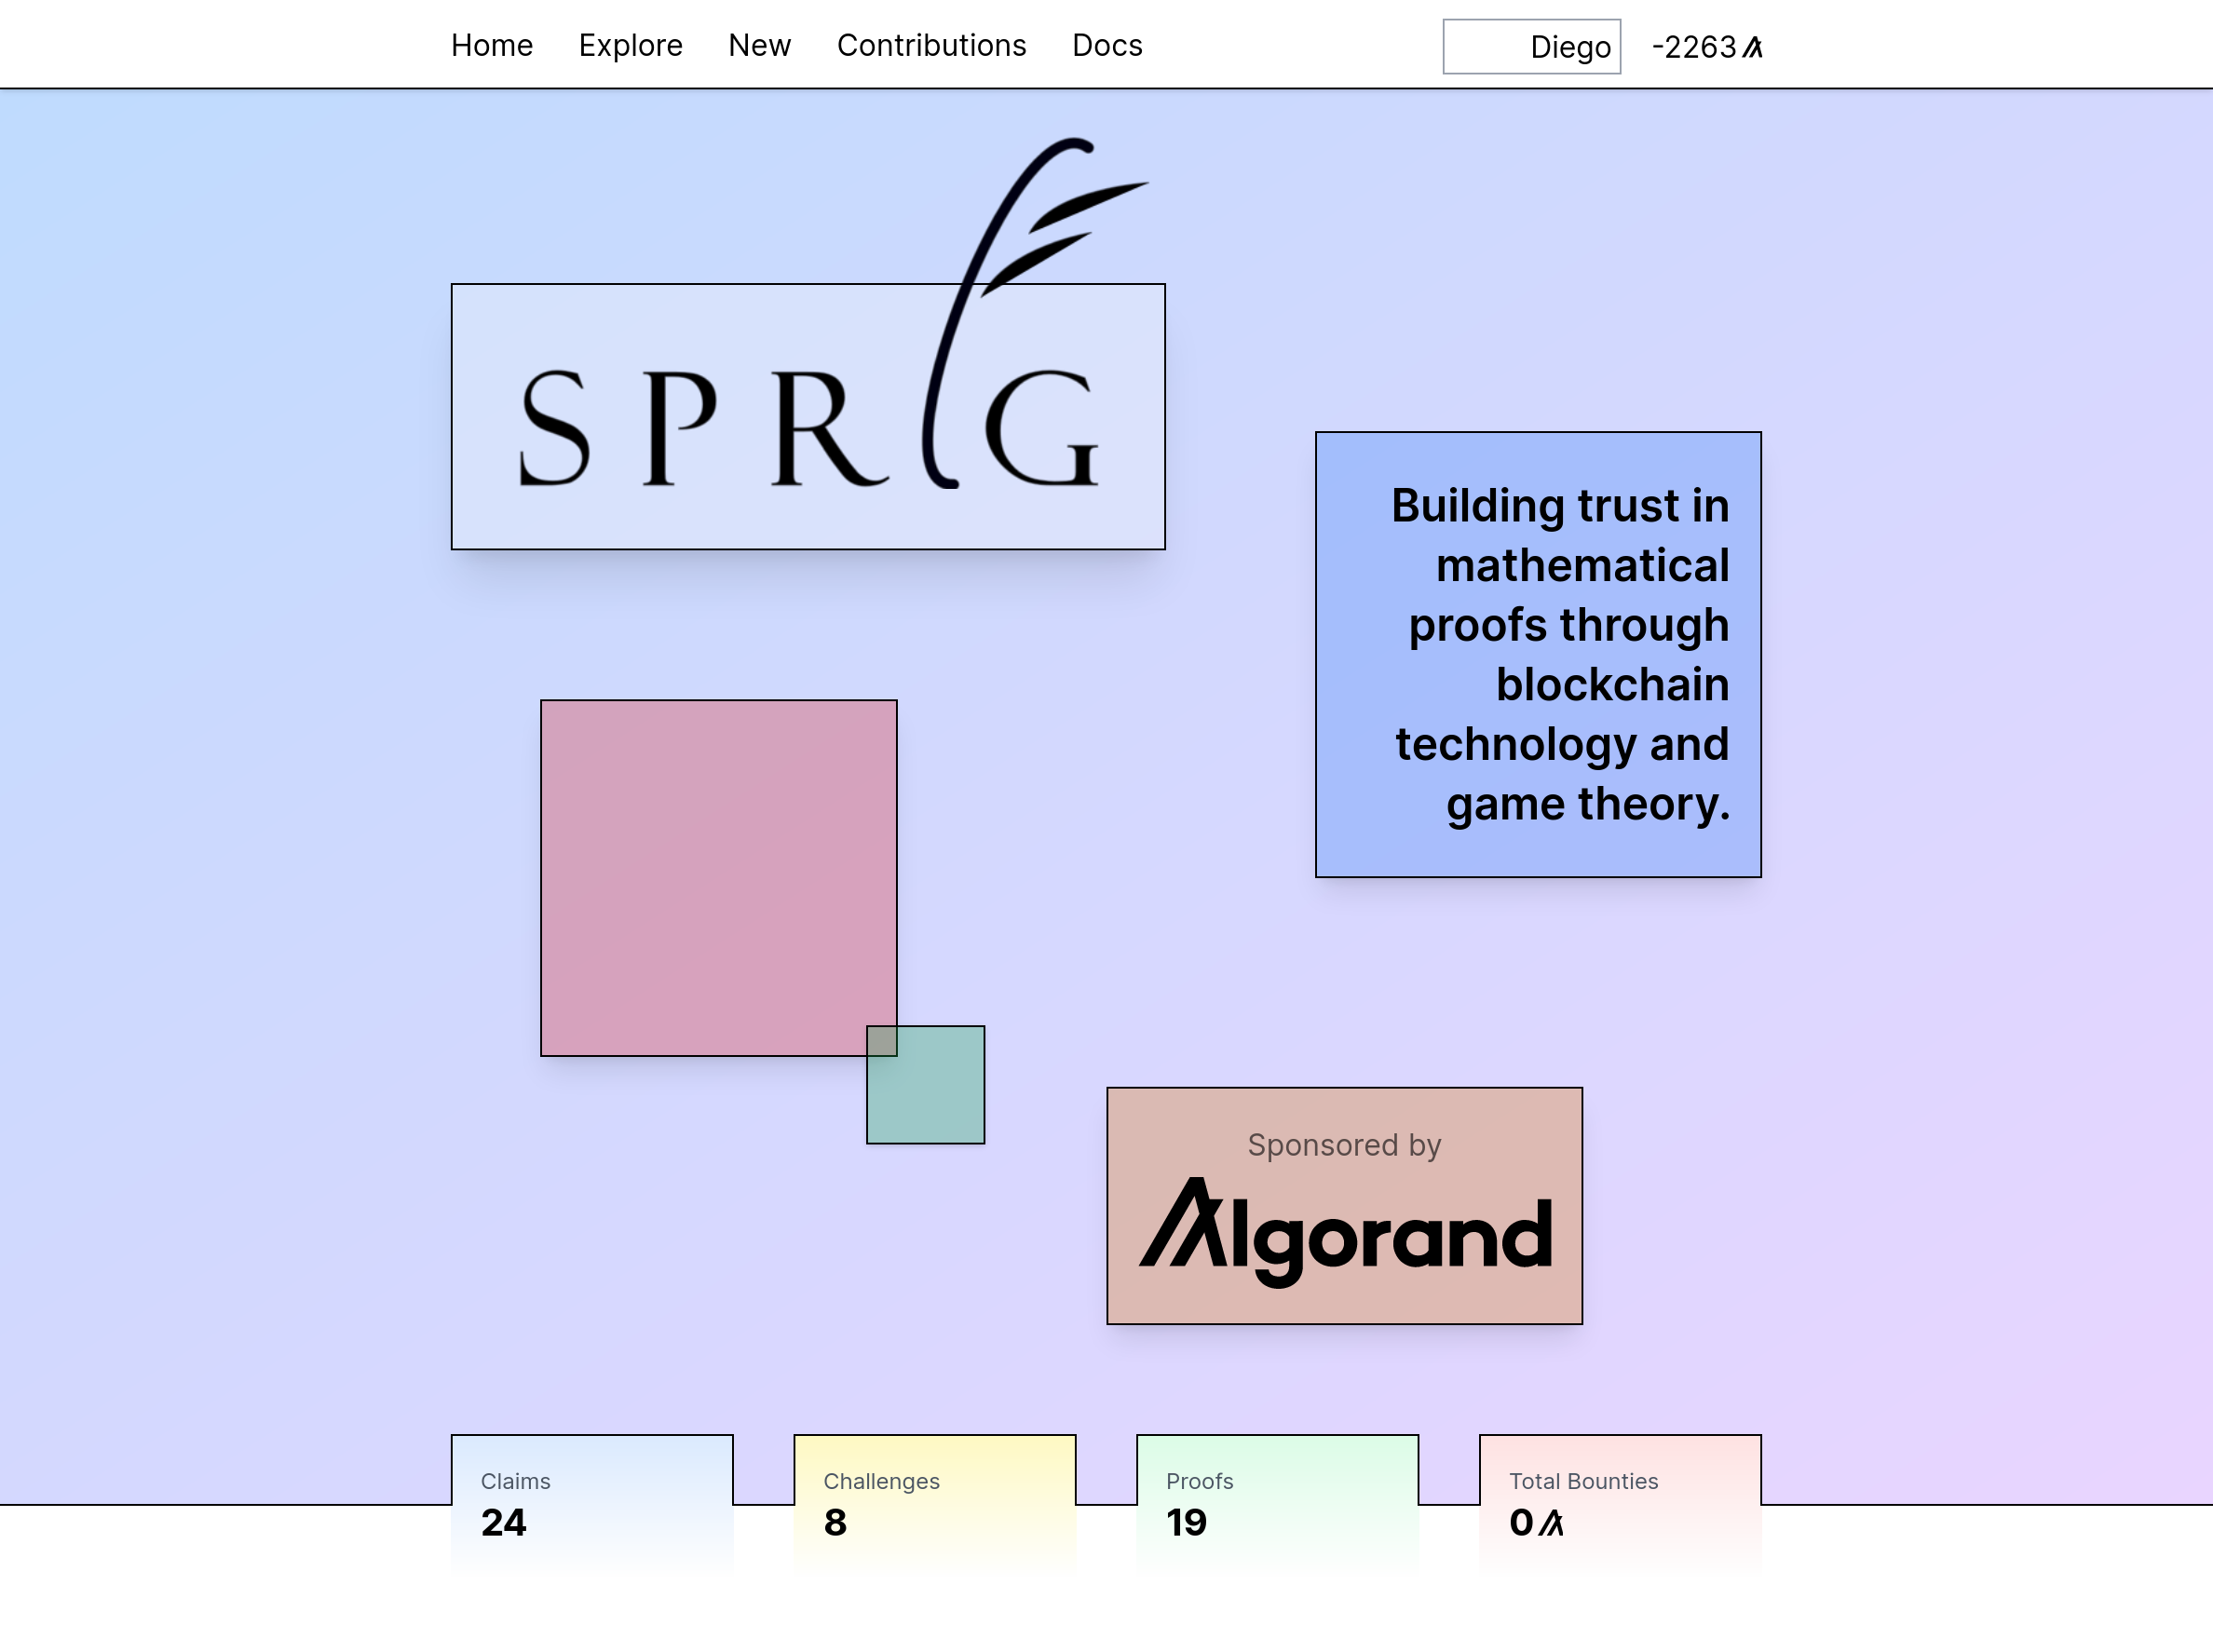 Home Explore New Contributions Docs Diego -2263
SPRIG
Building trust in
mathematical
proofs through
blockchain
technology and
game theory.
Sponsored by
Algorand
Claims
24
Challenges
8
Proofs
19
Total Bounties
0